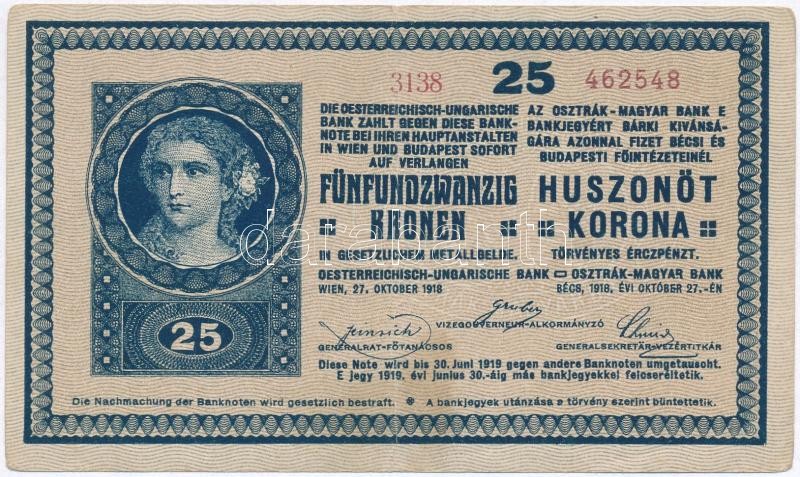 3138 25 462548
DIE OESTERREICHISCH-UNGARISCHE
BANK ZAHLT GEGEN DIESE BANK-
NOTE BEI IHREN HAUPTANSTALTEN
IN WIEN UND BUDAPEST SOFORT
AUF VERLANGEN
FÜNFUNDZWANZIG
KRONEN
IN GESETZLICHEM METALLGELDE.
OESTERREICHISCH-UNGARISCHE BANK
WIEN, 27. OKTOBER 1918
AZ OSZTRÁK-MAGYAR BANK E
BANKJEGYÉRT BÁRKI KIVÁNSÁ-
GÁRA AZONNAL FIZET BÉCSI ÉS
BUDAPESTI FŐINTÉZETEINÉL
HUSZONÖT
KORONA
TÖRVÉNYES ÉRCZPÉNZT.
OSZTRÁK-MAGYAR BANK
BÉCS, 1918. ÉVI OKTÓBER 27.-ÉN
Gruber
VIZEGOUVERNEUR-ALKORMÁNYZÓ
GENERALRAT-FŐTANÁCSOS
GENERALSEKRETÄR-VEZÉRTITKÁR
Diese Note wird bis 30. Juni 1919 gegen andere Banknoten umgetauscht.
E jegy 1919. évi junius 30.-áig más bankjegyekkel felcseréltetik.
25
Die Nachmachung der Banknoten wird gesetzlich bestraft. A bankjegyek utánzása a törvény szerint büntettetik.
darabanth